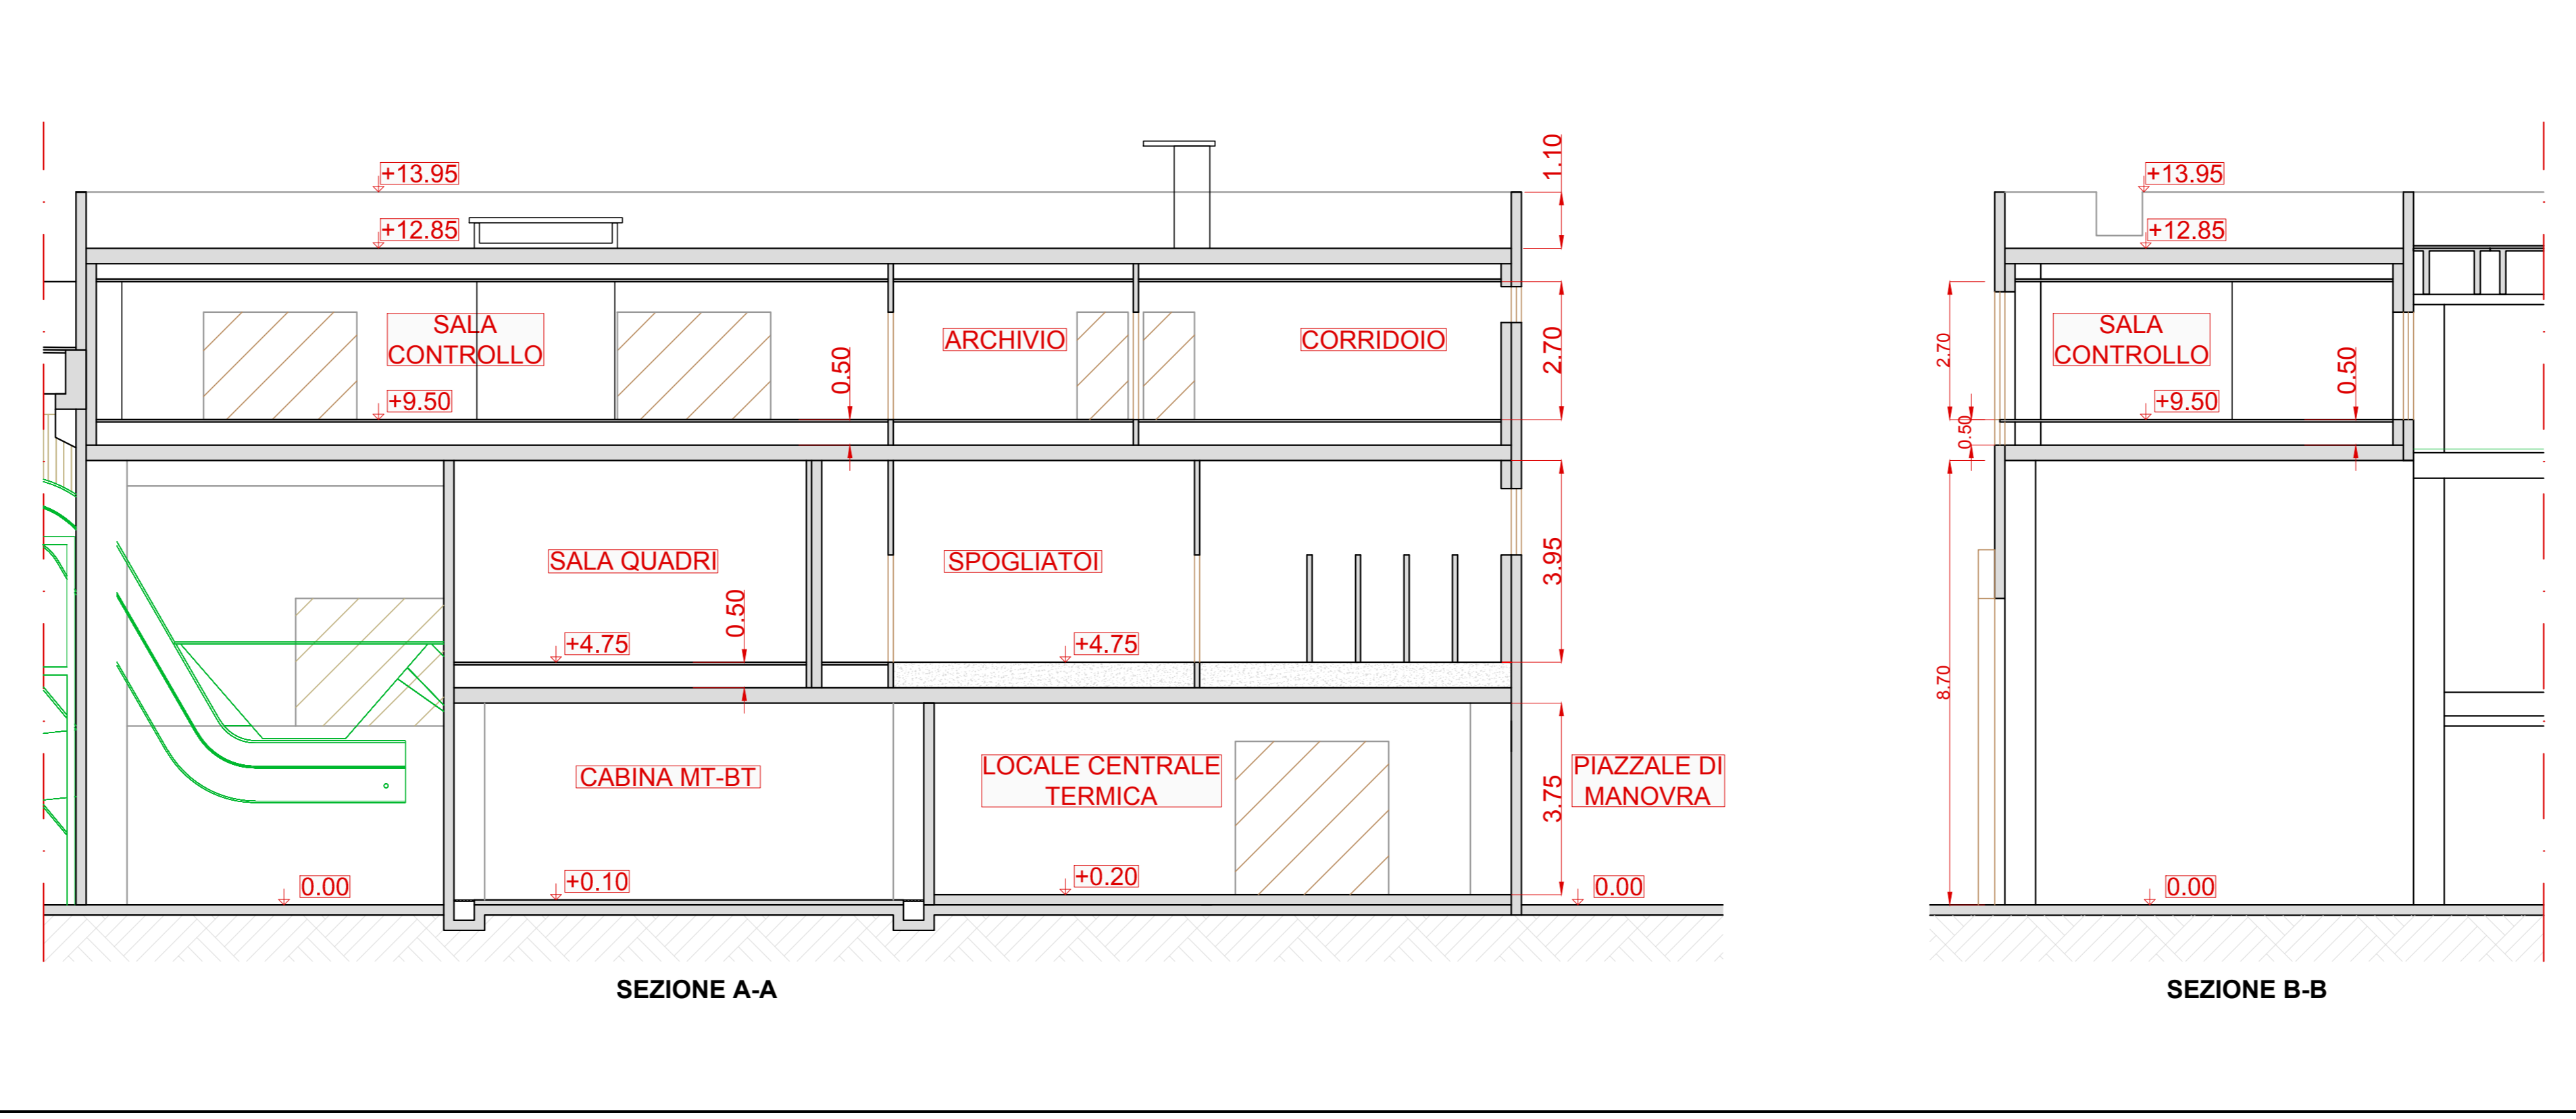 +13.95
+12.85
1.10
SALA
CONTROLLO
ARCHIVIO
CORRIDOIO
2.70
0.50
+9.50
SALA QUADRI
SPOGLIATOI
3.95
0.50
+4.75
+4.75
CABINA MT-BT
LOCALE CENTRALE
TERMICA
3.75
PIAZZALE DI
MANOVRA
0.00
+0.10
+0.20
0.00
SEZIONE A-A
+13.95
+12.85
2.70
SALA
CONTROLLO
0.50
+9.50
0.50
8.70
0.00
SEZIONE B-B